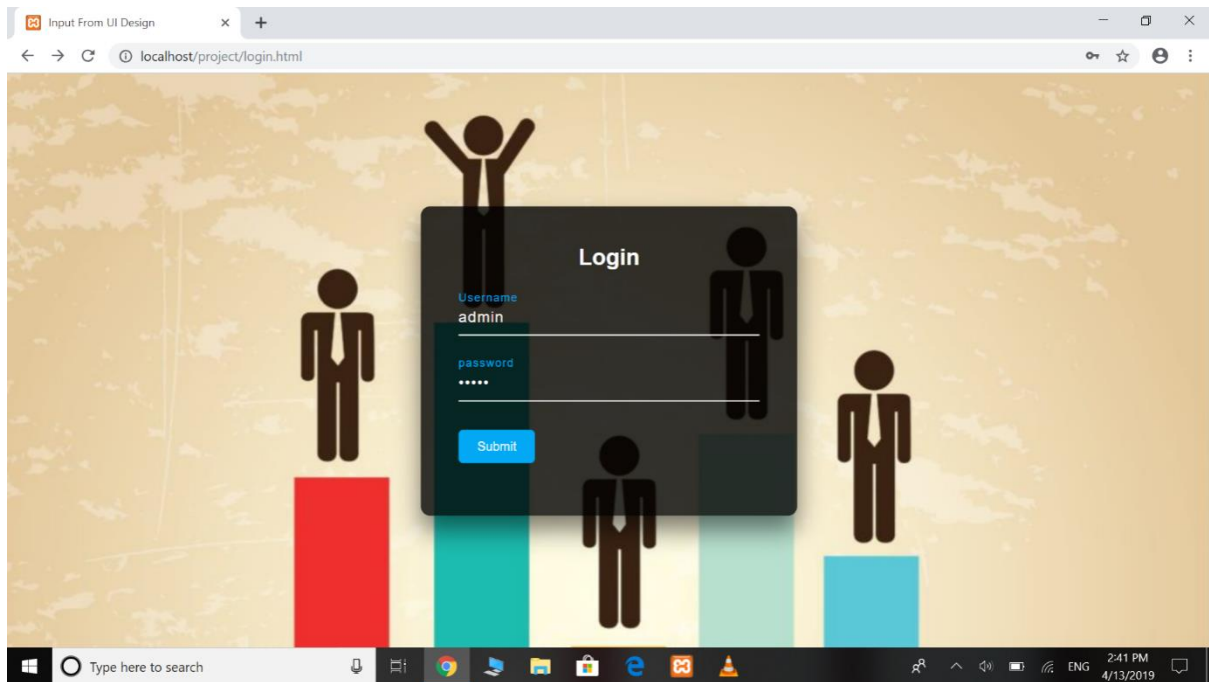 Input From UI Design
localhost/project/login.html
Login
Username
admin
password
•••••
Submit
Type here to search
ENG
2:41 PM
4/13/2019